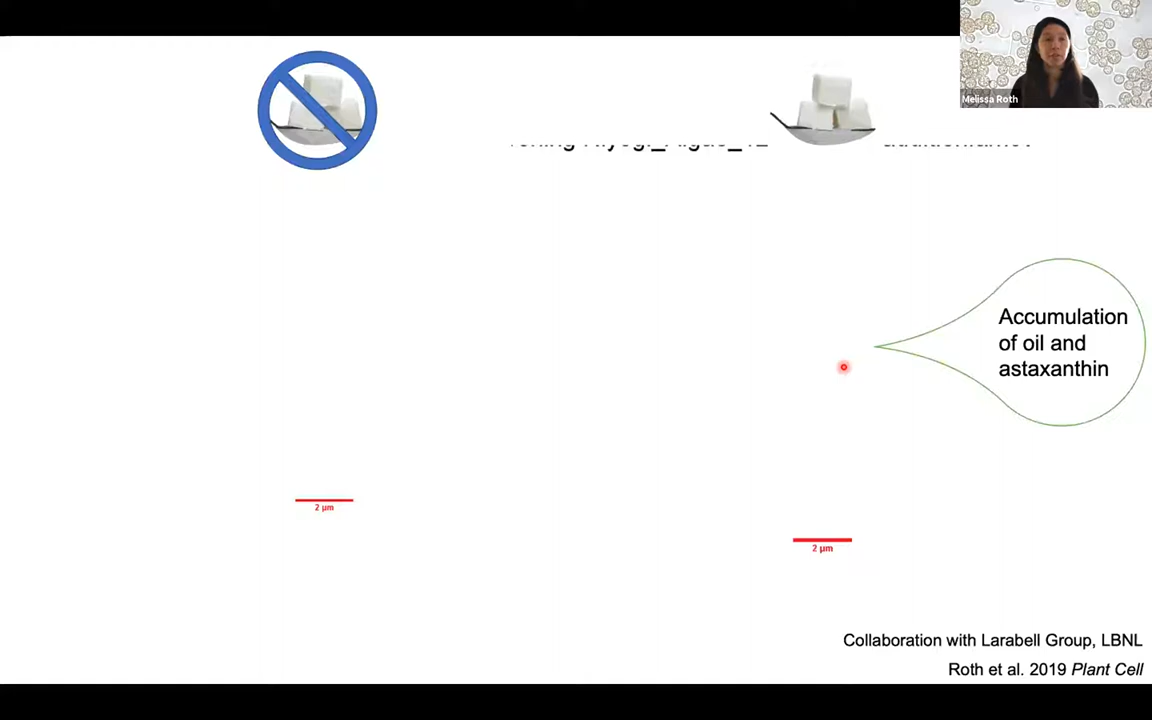 Melissa Roth
Accumulation
of oil and
astaxanthin
2 µm
2 µm
Collaboration with Larabell Group, LBNL
Roth et al. 2019 Plant Cell